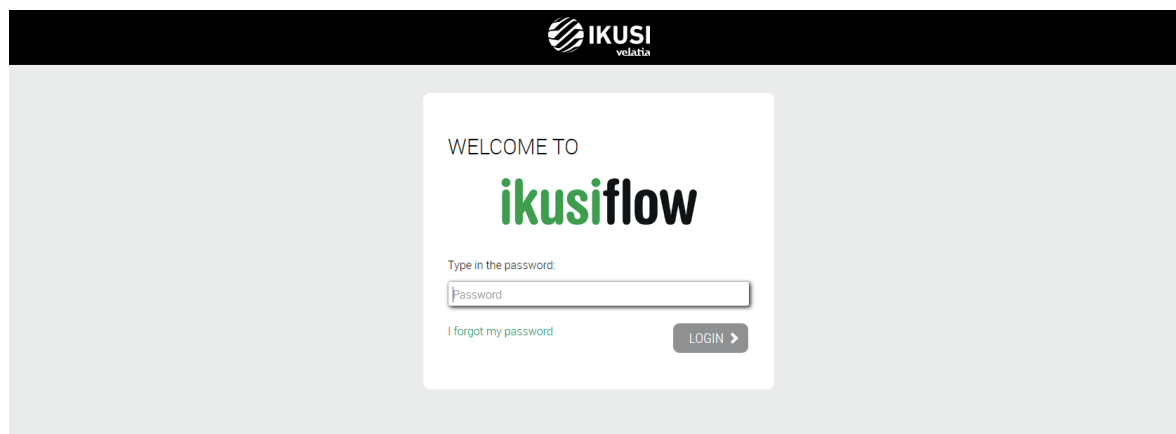 IKUSI
velatia
WELCOME TO
ikusiflow
Type in the password:
Password
I forgot my password
LOGIN